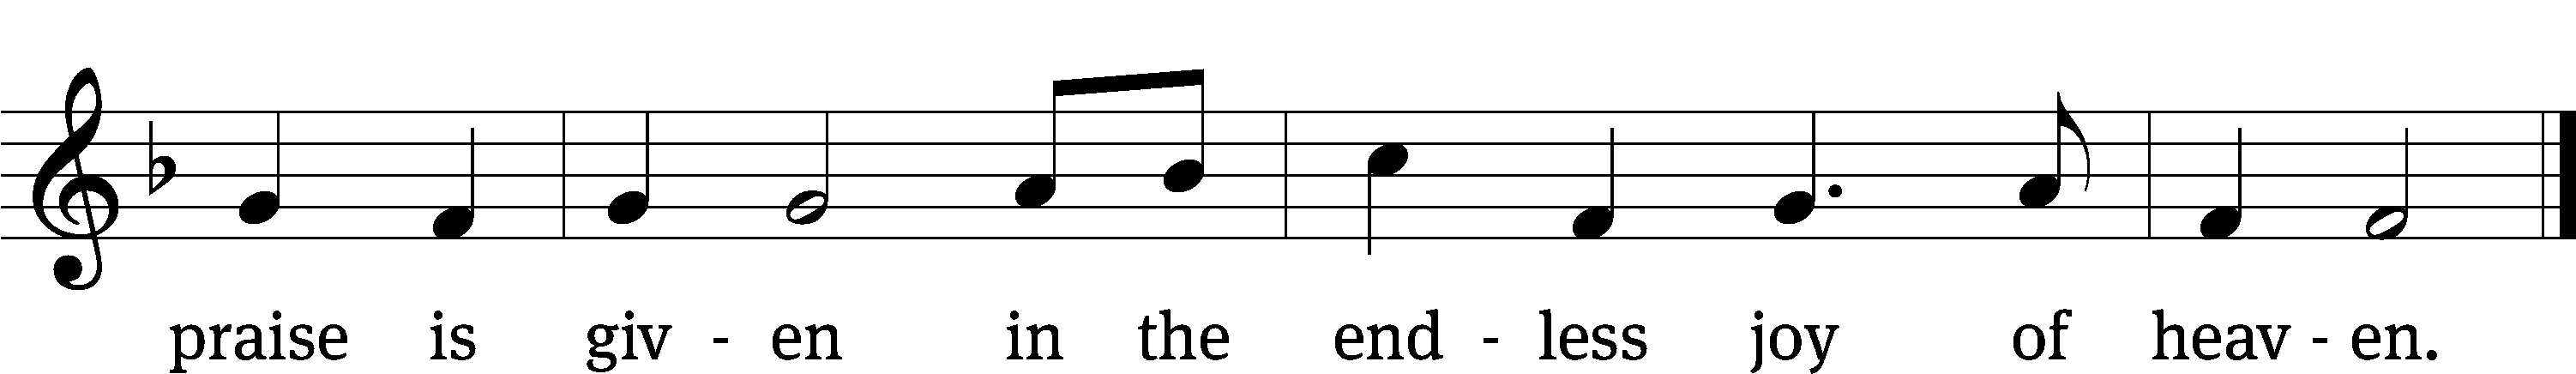 praise is giv - en in the end - less joy of heav - en.